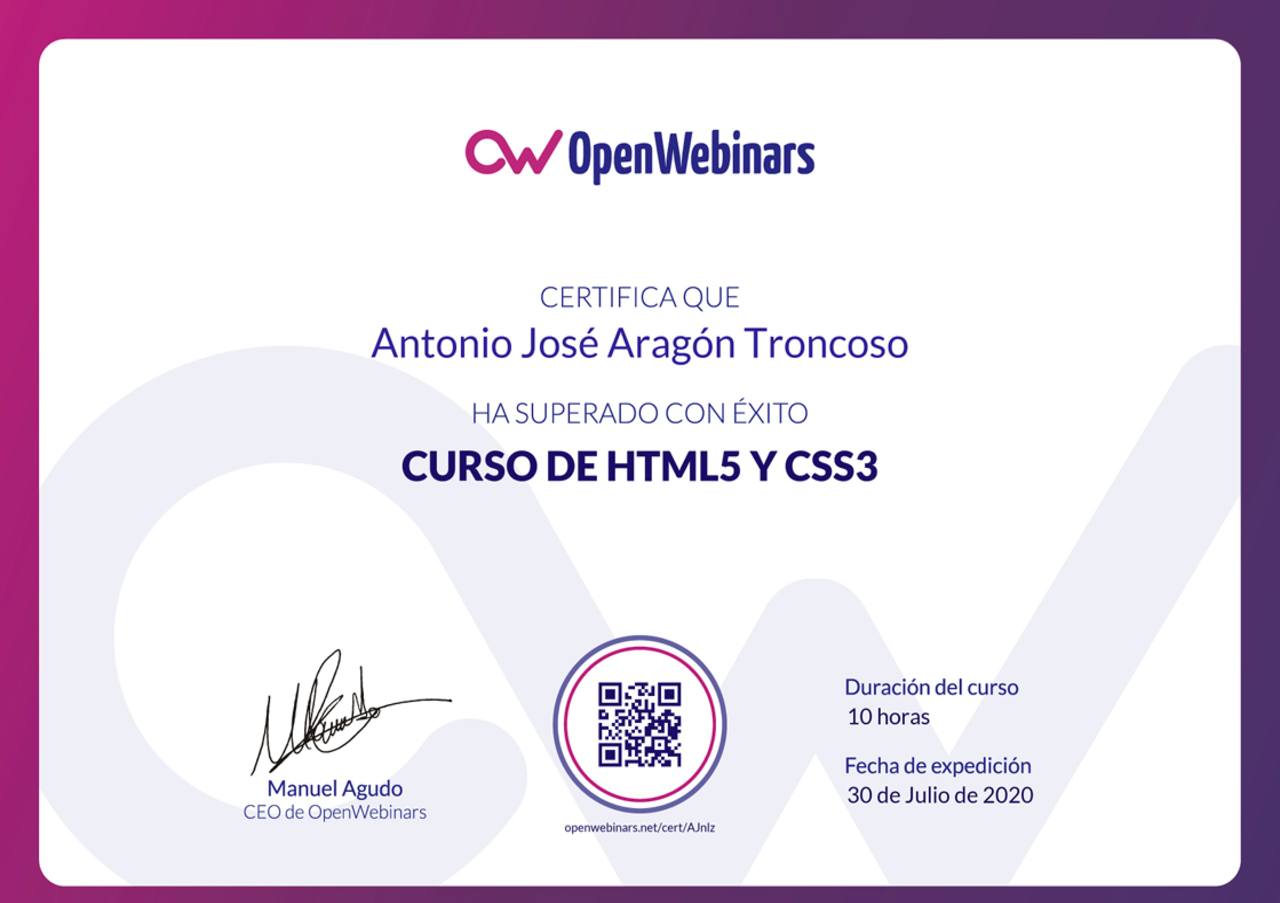 OpenWebinars
CERTIFICA QUE
Antonio José Aragón Troncoso
HA SUPERADO CON ÉXITO
CURSO DE HTML5 Y CSS3
Manuel Agudo
CEO de OpenWebinars
openwebinars.net/cert/AJnlz
Duración del curso
10 horas
Fecha de expedición
30 de Julio de 2020